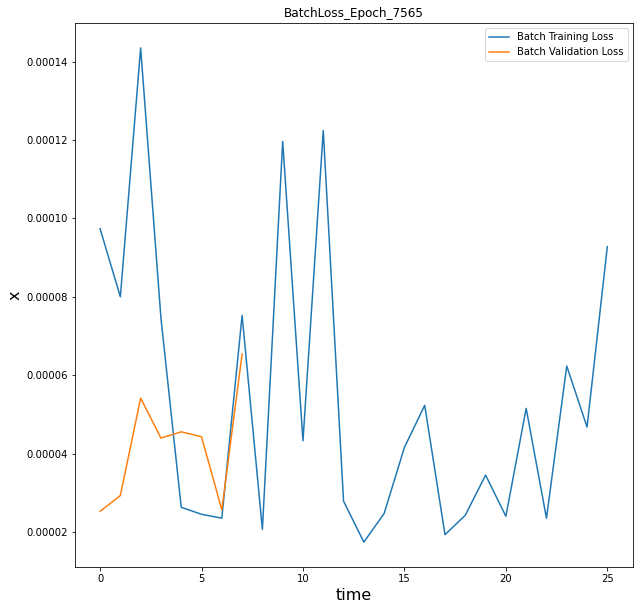 BatchLoss_Epoch_7565
Batch Training Loss
Batch Validation Loss
0.00014
0.00012
0.00010
0.00008
0.00006
0.00004
0.00002
x
0 5 10 15 20 25
time